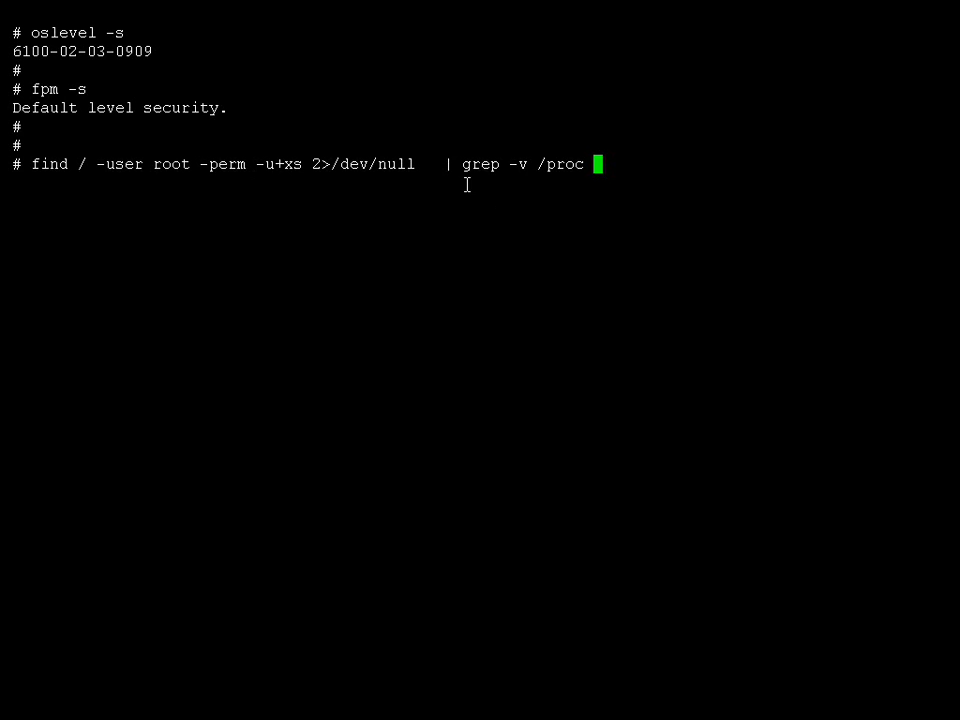 # oslevel -s
6100-02-03-0909
#
# fpm -s
Default level security.
#
#
# find / -user root -perm -u+xs 2>/dev/null   | grep -v /proc